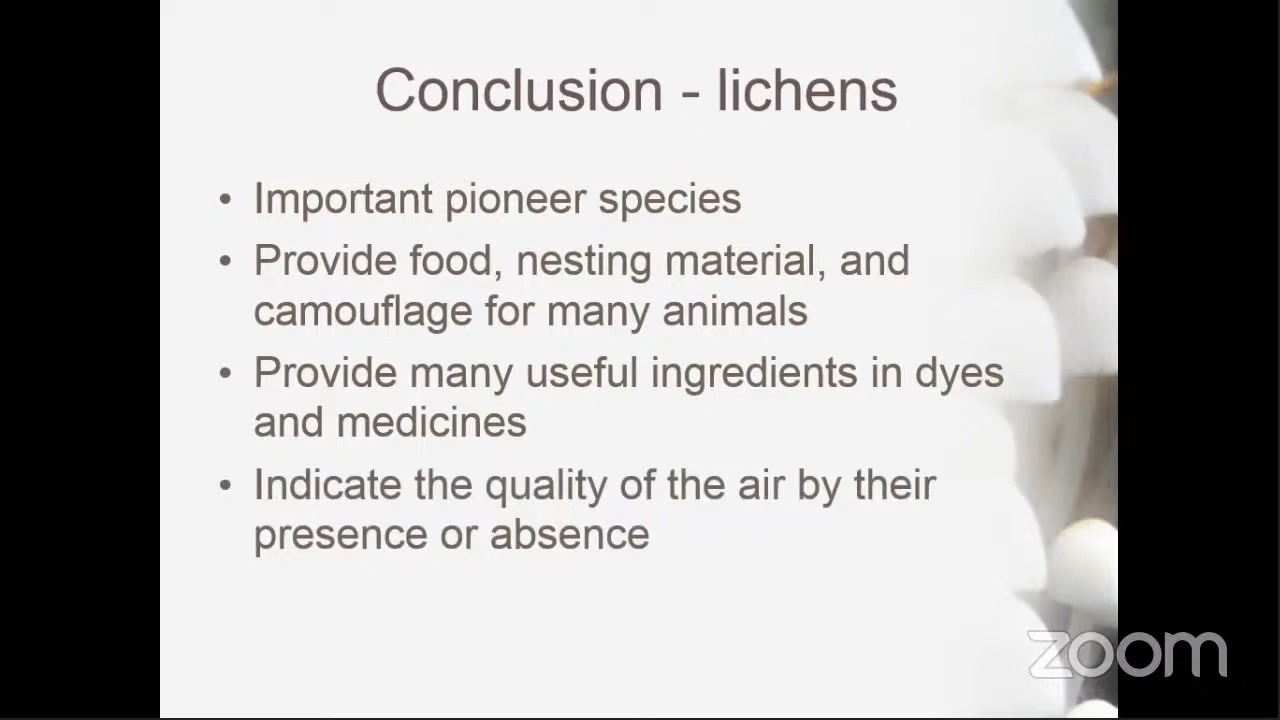 Conclusion - lichens
• Important pioneer species
• Provide food, nesting material, and
camouflage for many animals
• Provide many useful ingredients in dyes
and medicines
• Indicate the quality of the air by their
presence or absence
zoom